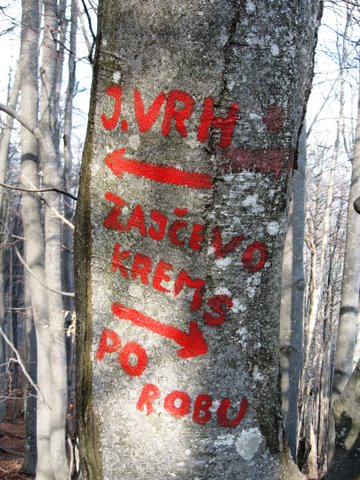 J. VRH
ZAJČEVO
KREMS
PO
ROBU